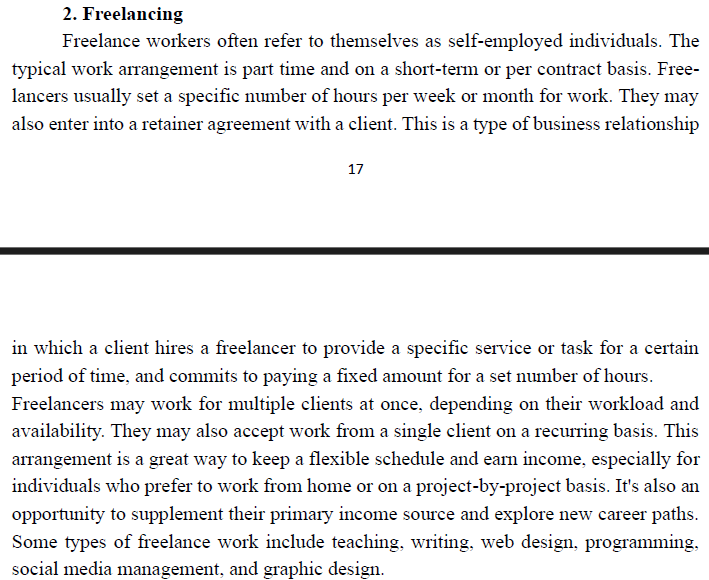 2. Freelancing
Freelance workers often refer to themselves as self-employed individuals. The
typical work arrangement is part time and on a short-term or per contract basis. Free-
lancers usually set a specific number of hours per week or month for work. They may
also enter into a retainer agreement with a client. This is a type of business relationship
17
in which a client hires a freelancer to provide a specific service or task for a certain
period of time, and commits to paying a fixed amount for a set number of hours.
Freelancers may work for multiple clients at once, depending on their workload and
availability. They may also accept work from a single client on a recurring basis. This
arrangement is a great way to keep a flexible schedule and earn income, especially for
individuals who prefer to work from home or on a project-by-project basis. It's also an
opportunity to supplement their primary income source and explore new career paths.
Some types of freelance work include teaching, writing, web design, programming,
social media management, and graphic design.